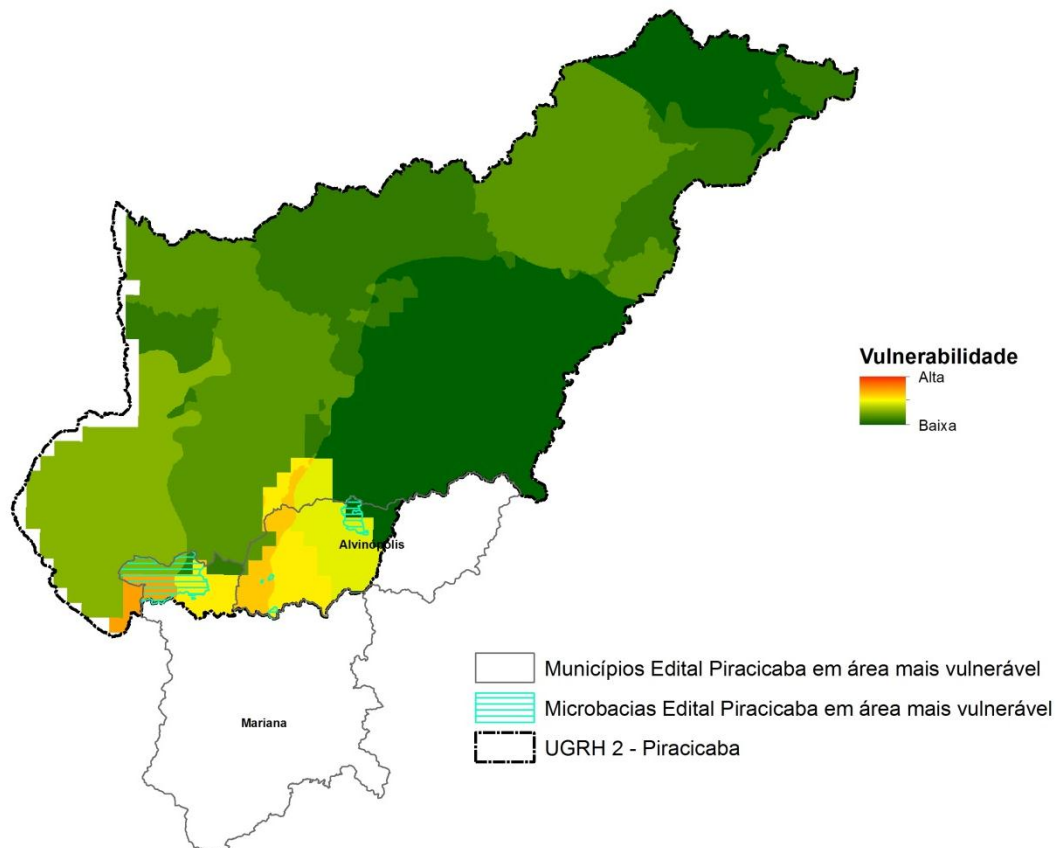 Vulnerabilidade
Alta
Baixa
Alvinópolis
Mariana
Municípios Edital Piracicaba em área mais vulnerável
Microbacias Edital Piracicaba em área mais vulnerável
UGRH 2 - Piracicaba